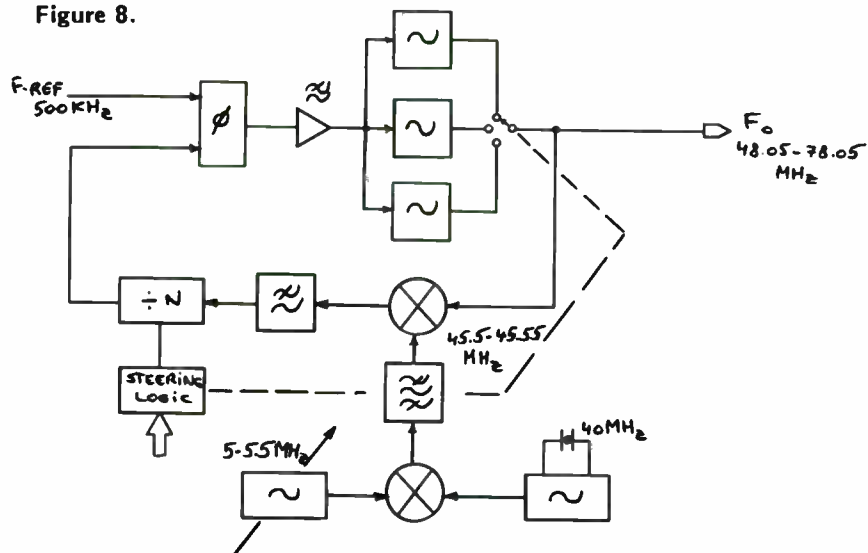 Figure 8.
F-REF
500KHz
φ
F₀
48.05-78.05
MHz
÷N
45.5-45.55
MHz
STEERING
LOGIC
5-5.5MHz
40MHz